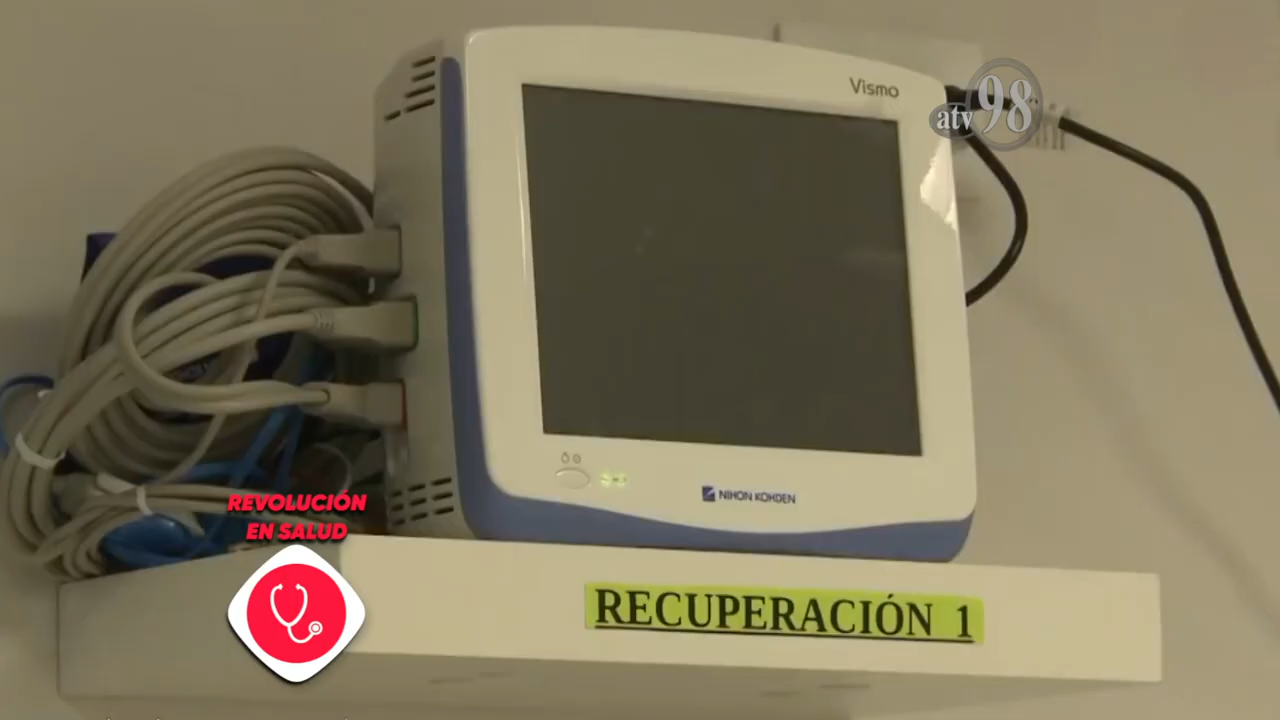 Vismo
atv 98
NIHON KOHDEN
REVOLUCIÓN
EN SALUD
RECUPERACIÓN 1